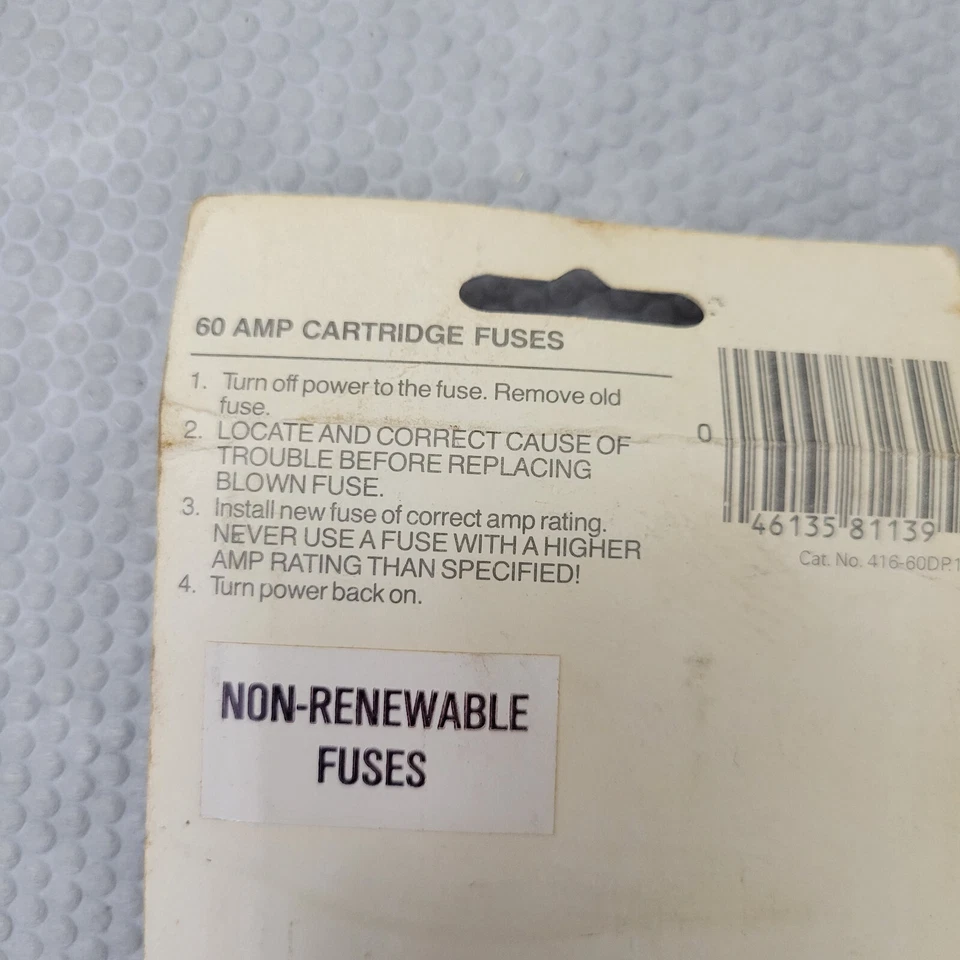 60 AMP CARTRIDGE FUSES
1. Turn off power to the fuse. Remove old
fuse.
2. LOCATE AND CORRECT CAUSE OF
TROUBLE BEFORE REPLACING
BLOWN FUSE.
3. Install new fuse of correct amp rating.
NEVER USE A FUSE WITH A HIGHER
AMP RATING THAN SPECIFIED!
4. Turn power back on.
0
46135 81139
Cat. No. 416-60DP.1
NON-RENEWABLE
FUSES